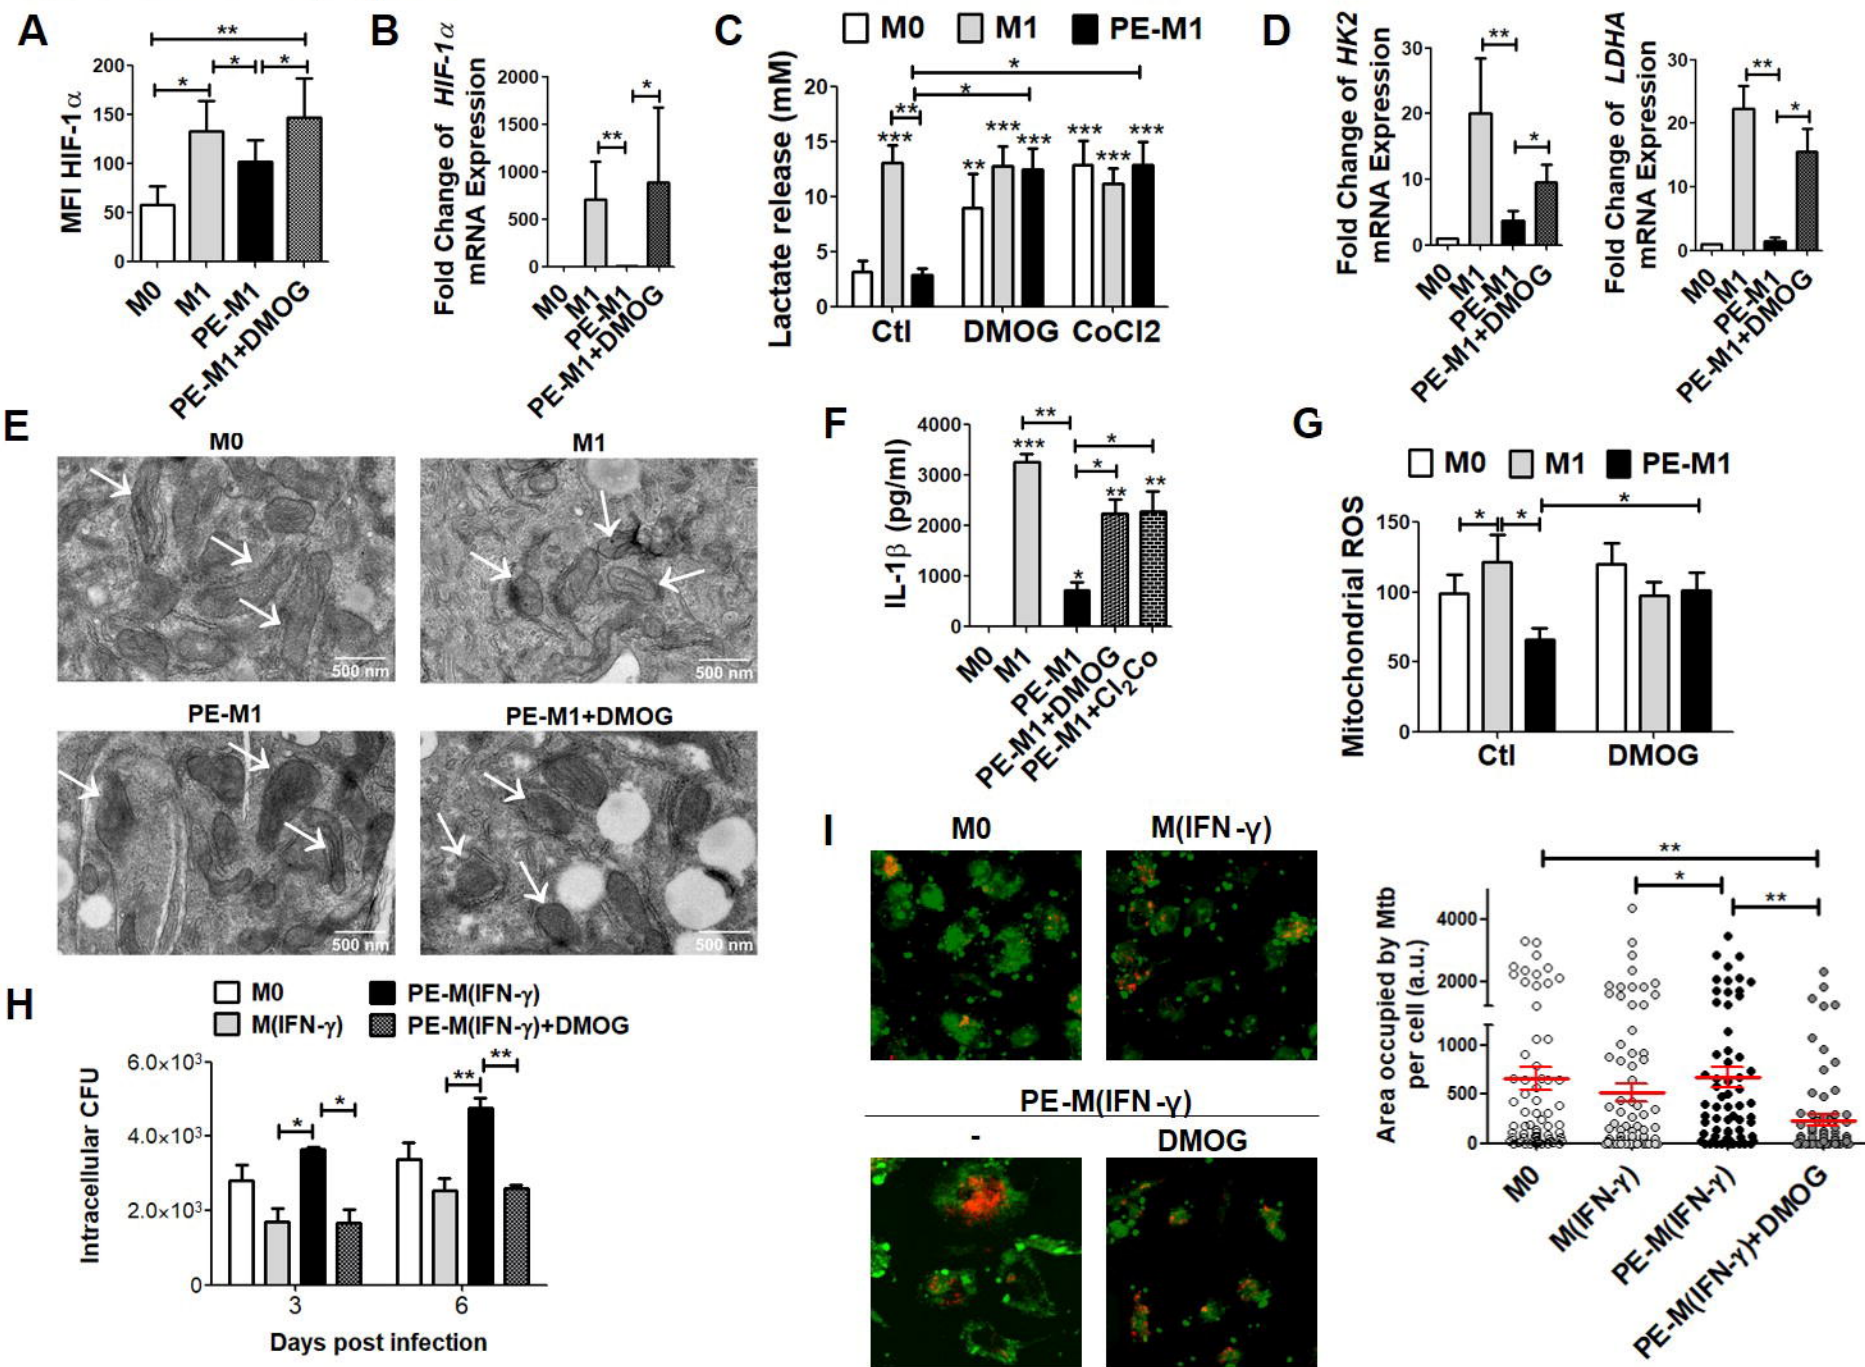 A
**
*
*
*
200
150
100
50
0
MFI HIF-1α
M0
M1
PE-M1
PE-M1+DMOG
B
Fold Change of HIF-1α
mRNA Expression
2000
1500
1000
500
0
**
*
M0
M1
PE-M1
PE-M1+DMOG
C
M0 M1 PE-M1
Lactate release (mM)
20
15
10
5
0
*
*
**
***
** *** ***
*** *** ***
Ctl DMOG CoCl2
D
Fold Change of HK2
mRNA Expression
30
20
10
0
**
*
M0
M1
PE-M1
PE-M1+DMOG
Fold Change of LDHA
mRNA Expression
30
20
10
0
**
*
M0
M1
PE-M1
PE-M1+DMOG
E
M0 M1
500 nm 500 nm
PE-M1 PE-M1+DMOG
500 nm 500 nm
F
IL-1β (pg/ml)
4000
3000
2000
1000
0
**
***
*
*
*
**
**
M0
M1
PE-M1
PE-M1+DMOG
PE-M1+Cl2Co
G
M0 M1 PE-M1
Mitochondrial ROS
150
100
50
0
* *
*
Ctl DMOG
H
M0 PE-M(IFN-γ)
M(IFN-γ) PE-M(IFN-γ)+DMOG
Intracellular CFU
6.0×10³
4.0×10³
2.0×10³
0
* *
** **
3 6
Days post infection
I
M0 M(IFN-γ)
PE-M(IFN-γ)
- DMOG
Area occupied by Mtb
per cell (a.u.)
4000
2000
1000
500
0
**
*
**
M0
M(IFN-γ)
PE-M(IFN-γ)
PE-M(IFN-γ)+DMOG